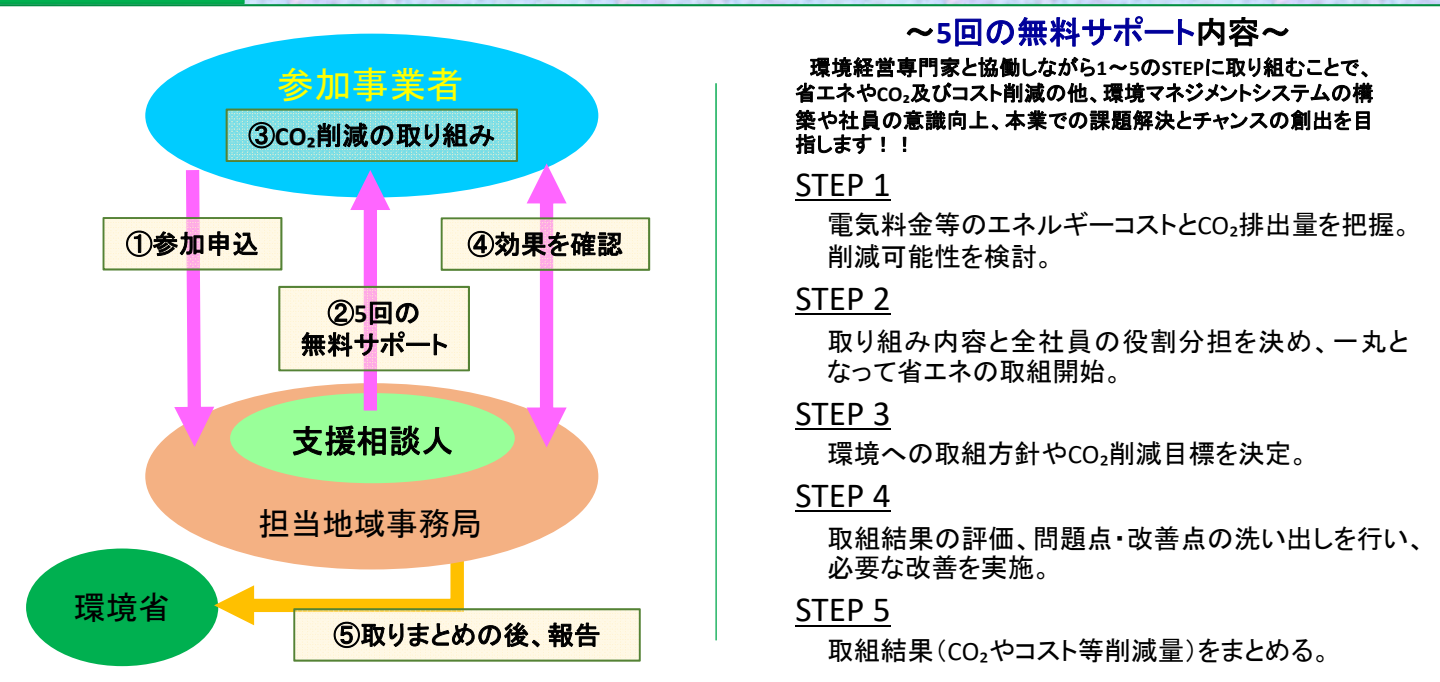 参加事業者
③CO₂削減の取り組み
①参加申込
④効果を確認
②5回の
無料サポート
支援相談人
担当地域事務局
環境省
⑤取りまとめの後、報告
～5回の無料サポート内容～
環境経営専門家と協働しながら1～5のSTEPに取り組むことで、
省エネやCO₂及びコスト削減の他、環境マネジメントシステムの構
築や社員の意識向上、本業での課題解決とチャンスの創出を目
指します！！
STEP 1
電気料金等のエネルギーコストとCO₂排出量を把握。
削減可能性を検討。
STEP 2
取り組み内容と全社員の役割分担を決め、一丸と
なって省エネの取組開始。
STEP 3
環境への取組方針やCO₂削減目標を決定。
STEP 4
取組結果の評価、問題点・改善点の洗い出しを行い、
必要な改善を実施。
STEP 5
取組結果（CO₂やコスト等削減量）をまとめる。